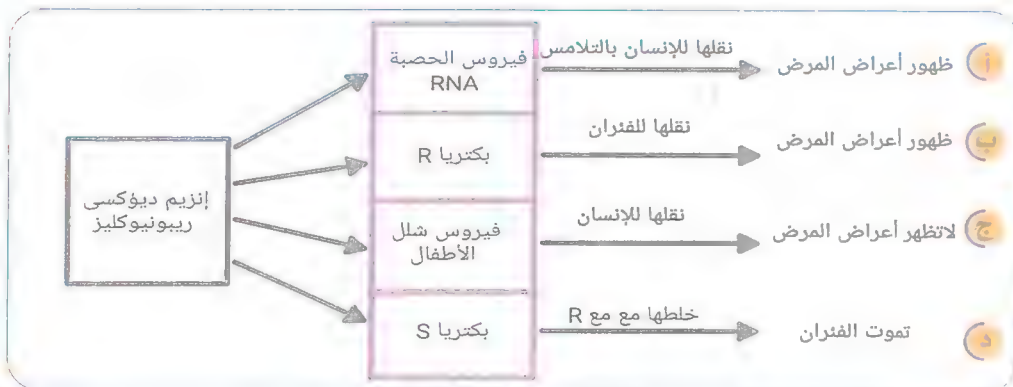 فيروس الحصبة
RNA
نقلها للإنسان بالتلامس
أ ظهور أعراض المرض
بكتريا R
نقلها للفئران
ب ظهور أعراض المرض
إنزيم ديؤكسى
ريبونيوكليز
فيروس شلل
الأطفال
نقلها للإنسان
ج لاتظهر أعراض المرض
بكتريا S
خلطها مع مع R
د تموت الفئران